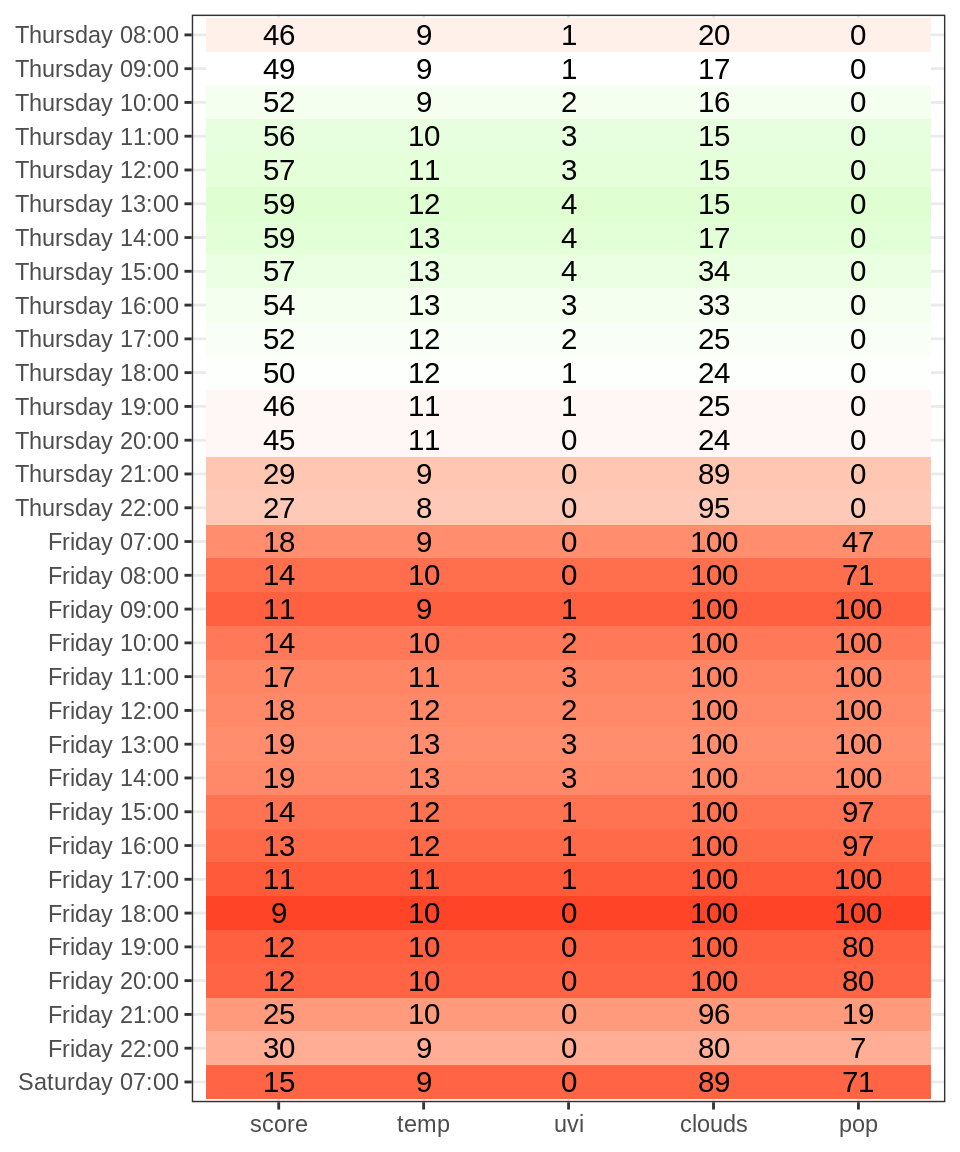 Thursday 08:00 46 9 1 20 0
Thursday 09:00 49 9 1 17 0
Thursday 10:00 52 9 2 16 0
Thursday 11:00 56 10 3 15 0
Thursday 12:00 57 11 3 15 0
Thursday 13:00 59 12 4 15 0
Thursday 14:00 59 13 4 17 0
Thursday 15:00 57 13 4 34 0
Thursday 16:00 54 13 3 33 0
Thursday 17:00 52 12 2 25 0
Thursday 18:00 50 12 1 24 0
Thursday 19:00 46 11 1 25 0
Thursday 20:00 45 11 0 24 0
Thursday 21:00 29 9 0 89 0
Thursday 22:00 27 8 0 95 0
Friday 07:00 18 9 0 100 47
Friday 08:00 14 10 0 100 71
Friday 09:00 11 9 1 100 100
Friday 10:00 14 10 2 100 100
Friday 11:00 17 11 3 100 100
Friday 12:00 18 12 2 100 100
Friday 13:00 19 13 3 100 100
Friday 14:00 19 13 3 100 100
Friday 15:00 14 12 1 100 97
Friday 16:00 13 12 1 100 97
Friday 17:00 11 11 1 100 100
Friday 18:00 9 10 0 100 100
Friday 19:00 12 10 0 100 80
Friday 20:00 12 10 0 100 80
Friday 21:00 25 10 0 96 19
Friday 22:00 30 9 0 80 7
Saturday 07:00 15 9 0 89 71
score temp uvi clouds pop